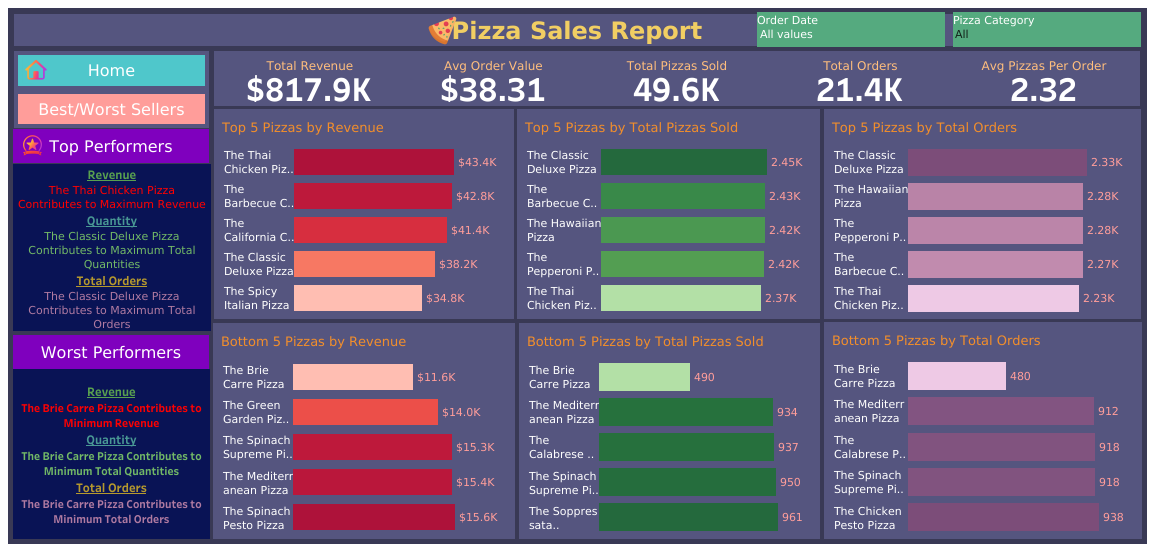 Pizza Sales Report
Order Date
All values
Pizza Category
All
Home
Best/Worst Sellers
Top Performers
Revenue
The Thai Chicken Pizza
Contributes to Maximum Revenue
Quantity
The Classic Deluxe Pizza
Contributes to Maximum Total
Quantities
Total Orders
The Classic Deluxe Pizza
Contributes to Maximum Total
Orders
Worst Performers
Revenue
The Brie Carre Pizza Contributes to
Minimum Revenue
Quantity
The Brie Carre Pizza Contributes to
Minimum Total Quantities
Total Orders
The Brie Carre Pizza Contributes to
Minimum Total Orders
Total Revenue
$817.9K
Avg Order Value
$38.31
Total Pizzas Sold
49.6K
Total Orders
21.4K
Avg Pizzas Per Order
2.32
Top 5 Pizzas by Revenue
The Thai
Chicken Piz..
$43.4K
The
Barbecue C..
$42.8K
The
California C..
$41.4K
The Classic
Deluxe Pizza
$38.2K
The Spicy
Italian Pizza
$34.8K
Top 5 Pizzas by Total Pizzas Sold
The Classic
Deluxe Pizza
2.45K
The
Barbecue C..
2.43K
The Hawaiian
Pizza
2.42K
The
Pepperoni P..
2.42K
The Thai
Chicken Piz..
2.37K
Top 5 Pizzas by Total Orders
The Classic
Deluxe Pizza
2.33K
The Hawaiian
Pizza
2.28K
The
Pepperoni P..
2.28K
The
Barbecue C..
2.27K
The Thai
Chicken Piz..
2.23K
Bottom 5 Pizzas by Revenue
The Brie
Carre Pizza
$11.6K
The Green
Garden Piz..
$14.0K
The Spinach
Supreme Pi..
$15.3K
The Mediterr
anean Pizza
$15.4K
The Spinach
Pesto Pizza
$15.6K
Bottom 5 Pizzas by Total Pizzas Sold
The Brie
Carre Pizza
490
The Mediterr
anean Pizza
934
The
Calabrese ..
937
The Spinach
Supreme Pi..
950
The Soppres
sata..
961
Bottom 5 Pizzas by Total Orders
The Brie
Carre Pizza
480
The Mediterr
anean Pizza
912
The
Calabrese P..
918
The Spinach
Supreme Pi..
918
The Chicken
Pesto Pizza
938